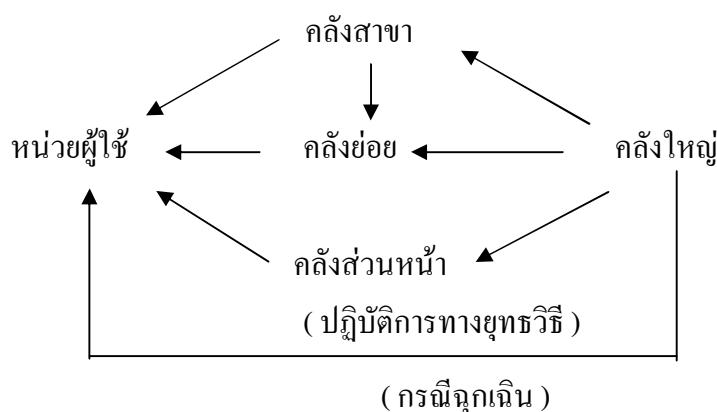 คลังสาขา
หน่วยผู้ใช้ คลังย่อย คลังใหญ่
คลังส่วนหน้า
( ปฏิบัติการทางยุทธวิธี )
( กรณีฉุกเฉิน )